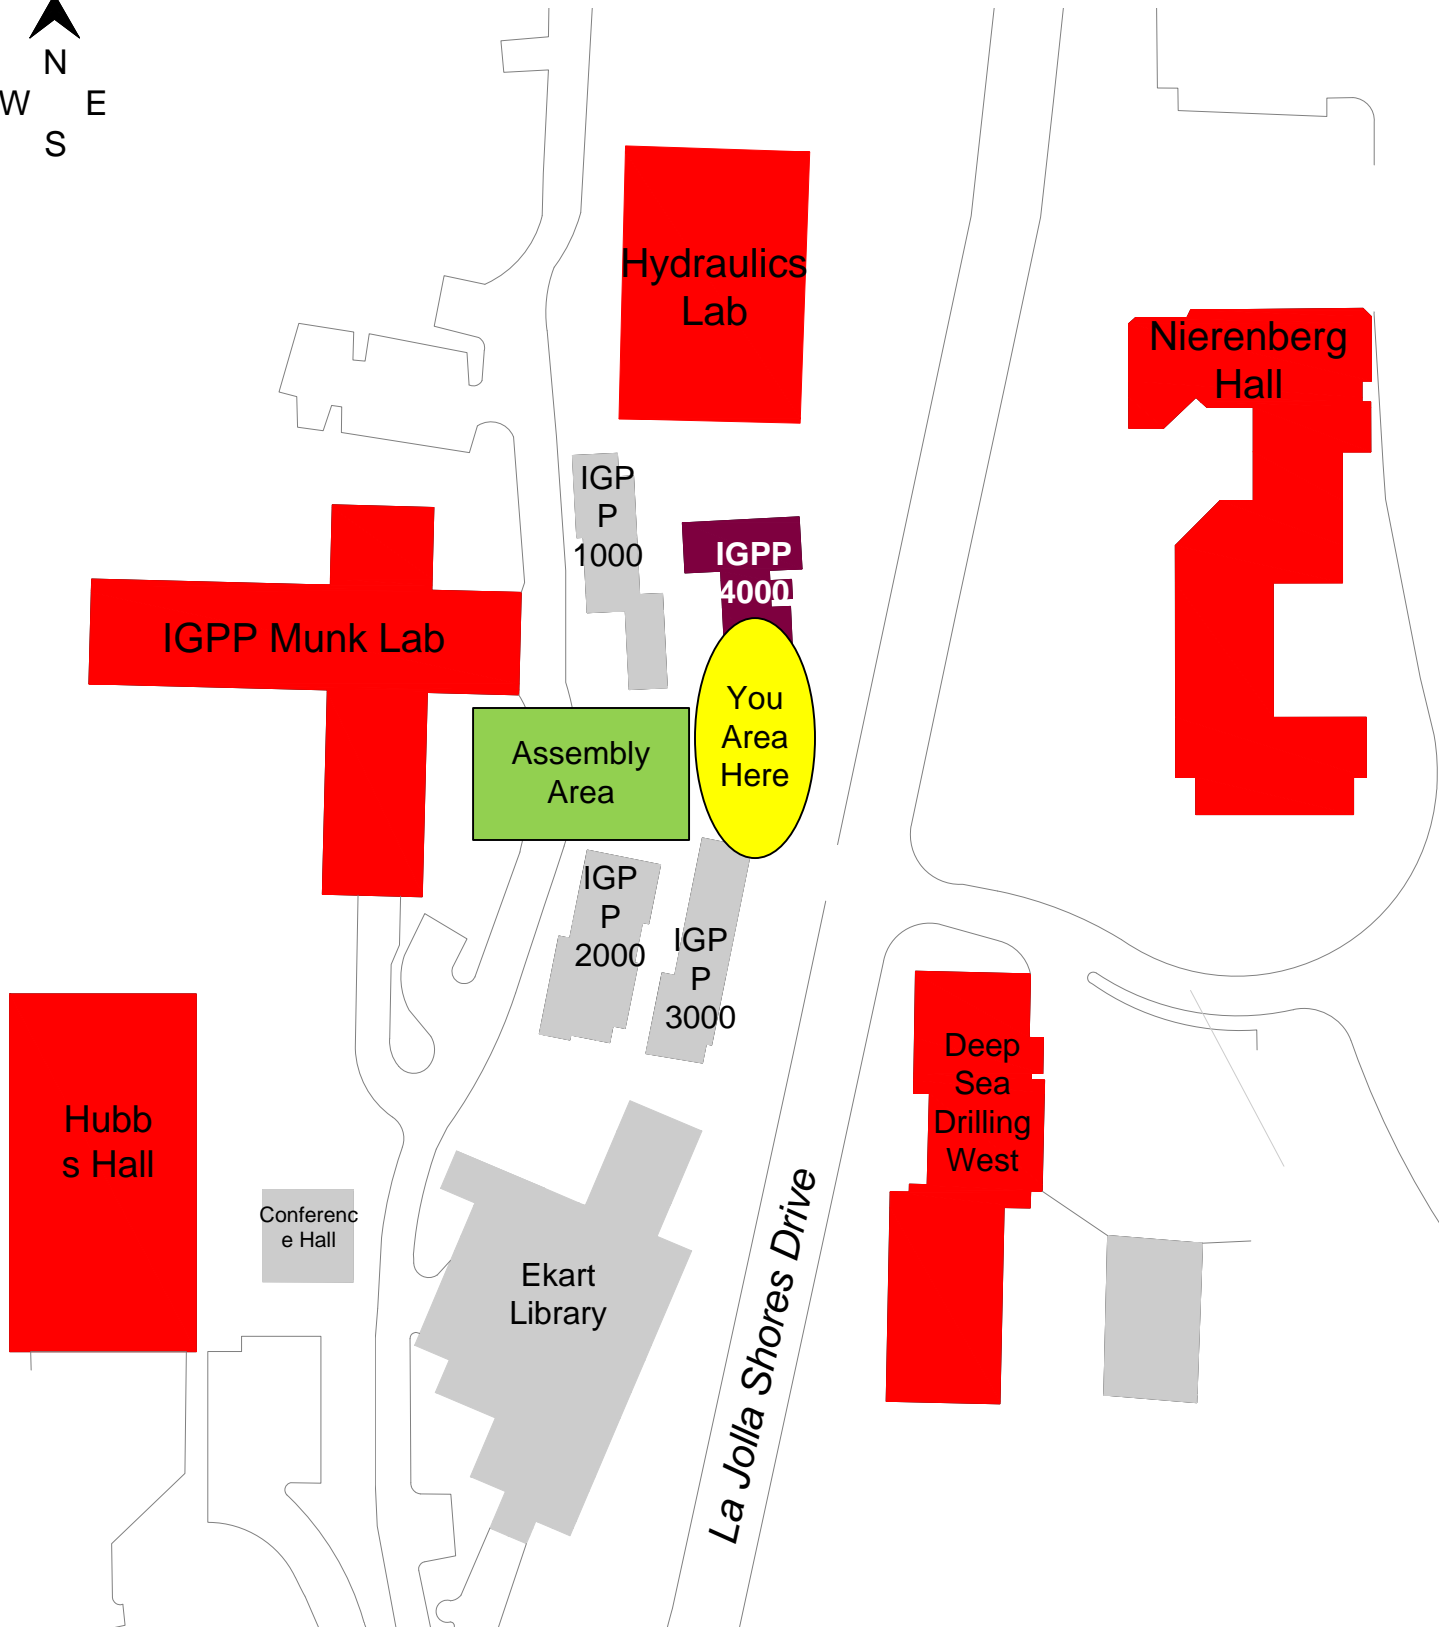 N
W E
S
Hydraulics
Lab
Nierenberg
Hall
IGP
P
1000
IGPP
4000
IGPP Munk Lab
You
Area
Here
Assembly
Area
IGP
P
2000
IGP
P
3000
Deep
Sea
Drilling
West
Hubb
s Hall
Conferenc
e Hall
Ekart
Library
La Jolla Shores Drive